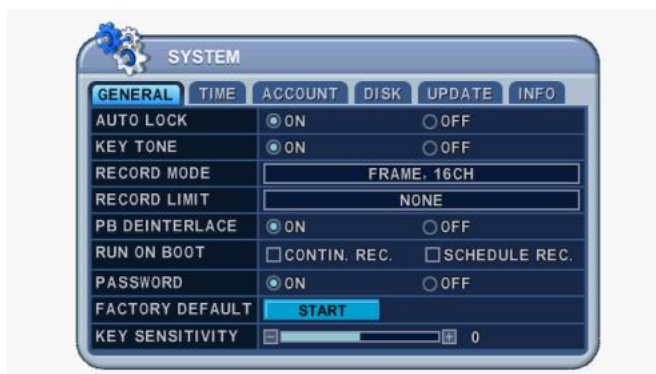 SYSTEM
GENERAL TIME ACCOUNT DISK UPDATE INFO
AUTO LOCK ON OFF
KEY TONE ON OFF
RECORD MODE FRAME, 16CH
RECORD LIMIT NONE
PB DEINTERLACE ON OFF
RUN ON BOOT CONTIN. REC. SCHEDULE REC.
PASSWORD ON OFF
FACTORY DEFAULT START
KEY SENSITIVITY - + 0